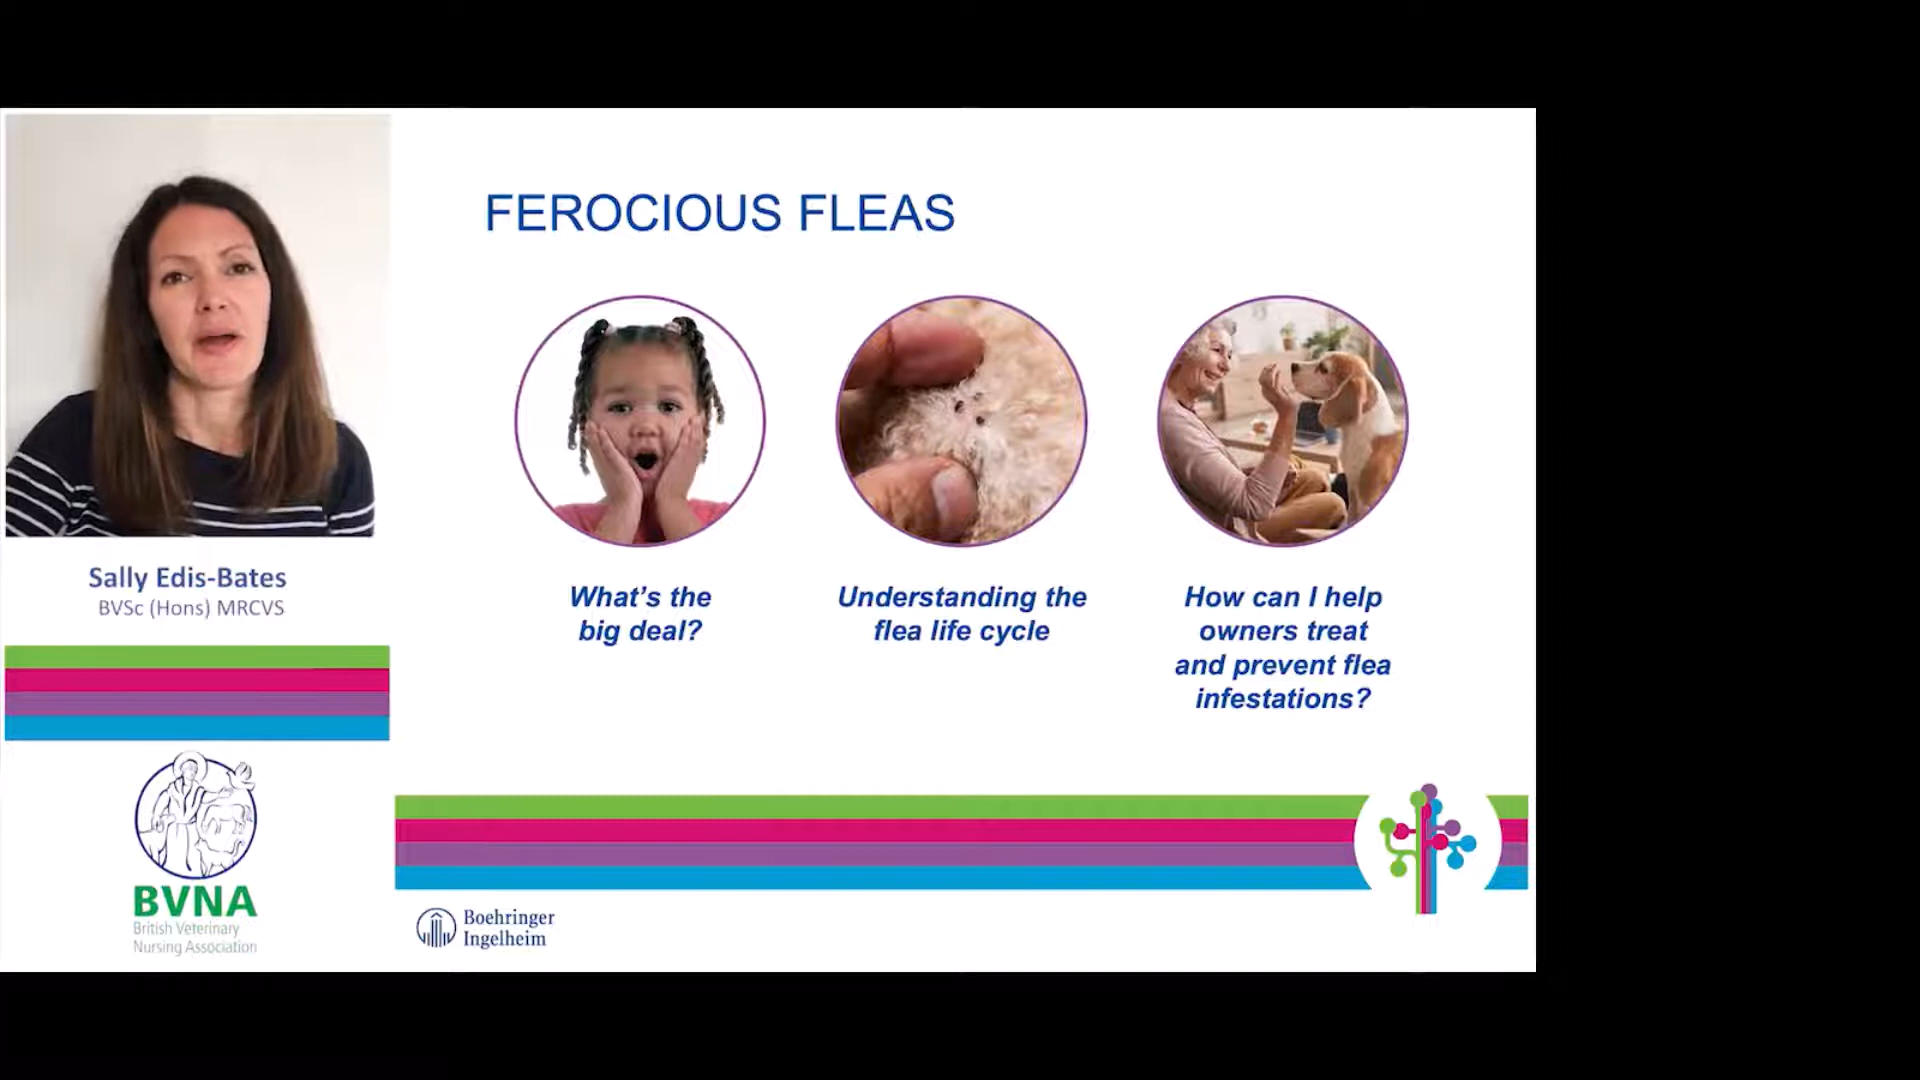 Sally Edis-Bates
BVSc (Hons) MRCVS
BVNA
British Veterinary
Nursing Association
FEROCIOUS FLEAS
What's the
big deal?
Understanding the
flea life cycle
How can I help
owners treat
and prevent flea
infestations?
Boehringer
Ingelheim